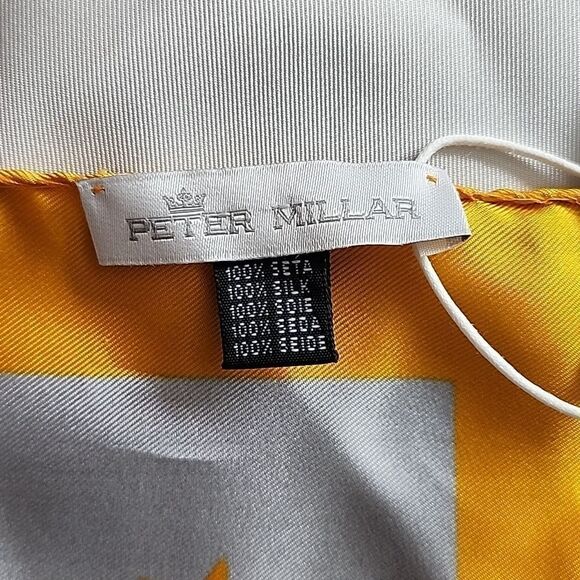 PETER MILLAR
100% SETA
100% SILK
100% SOIE
100% SEDA
100% SEIDE